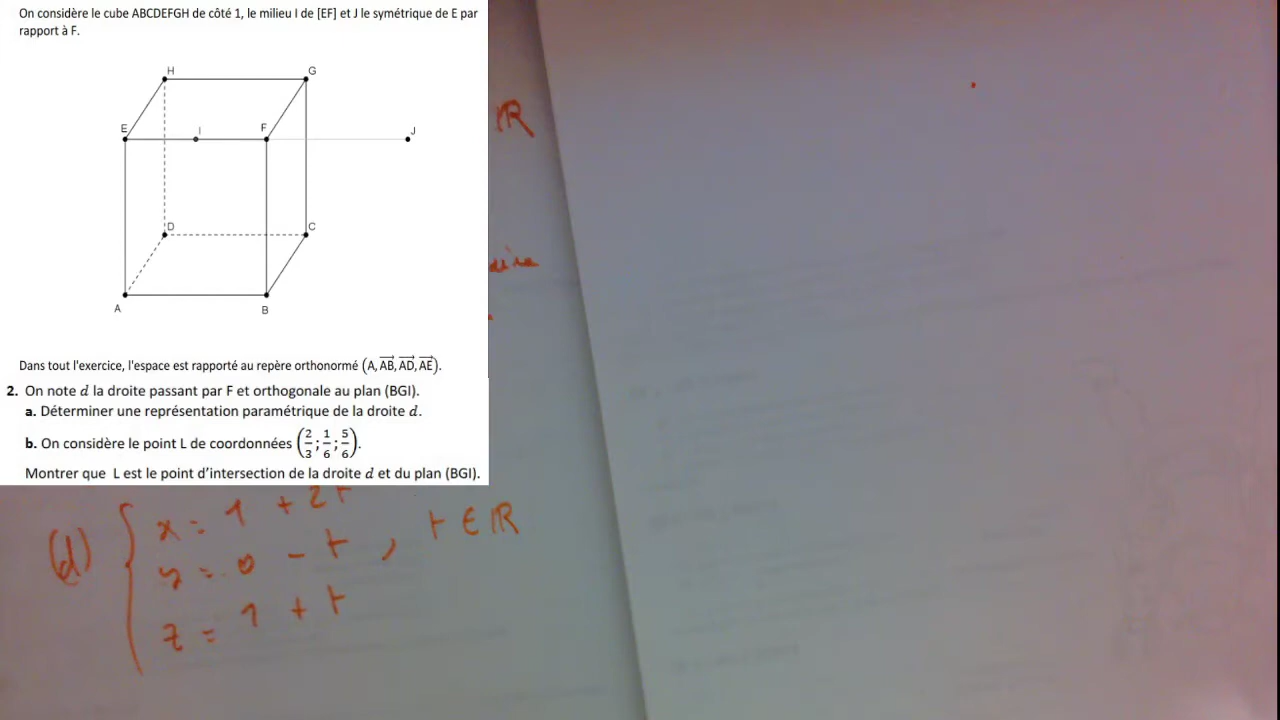 On considère le cube ABCDEFGH de côté 1, le milieu I de [EF] et J le symétrique de E par
rapport à F.
H
G
E
I
F
J
D
C
A
B
Dans tout l'exercice, l'espace est rapporté au repère orthonormé (A, AB, AD, AE).
2. On note d la droite passant par F et orthogonale au plan (BGI).
a. Déterminer une représentation paramétrique de la droite d.
b. On considère le point L de coordonnées (2/3 ; 1/6 ; 5/6).
Montrer que L est le point d'intersection de la droite d et du plan (BGI).
ℝ
(d) { x = 1 + 2t
y = 0 - t , t ∈ ℝ
z = 1 + t